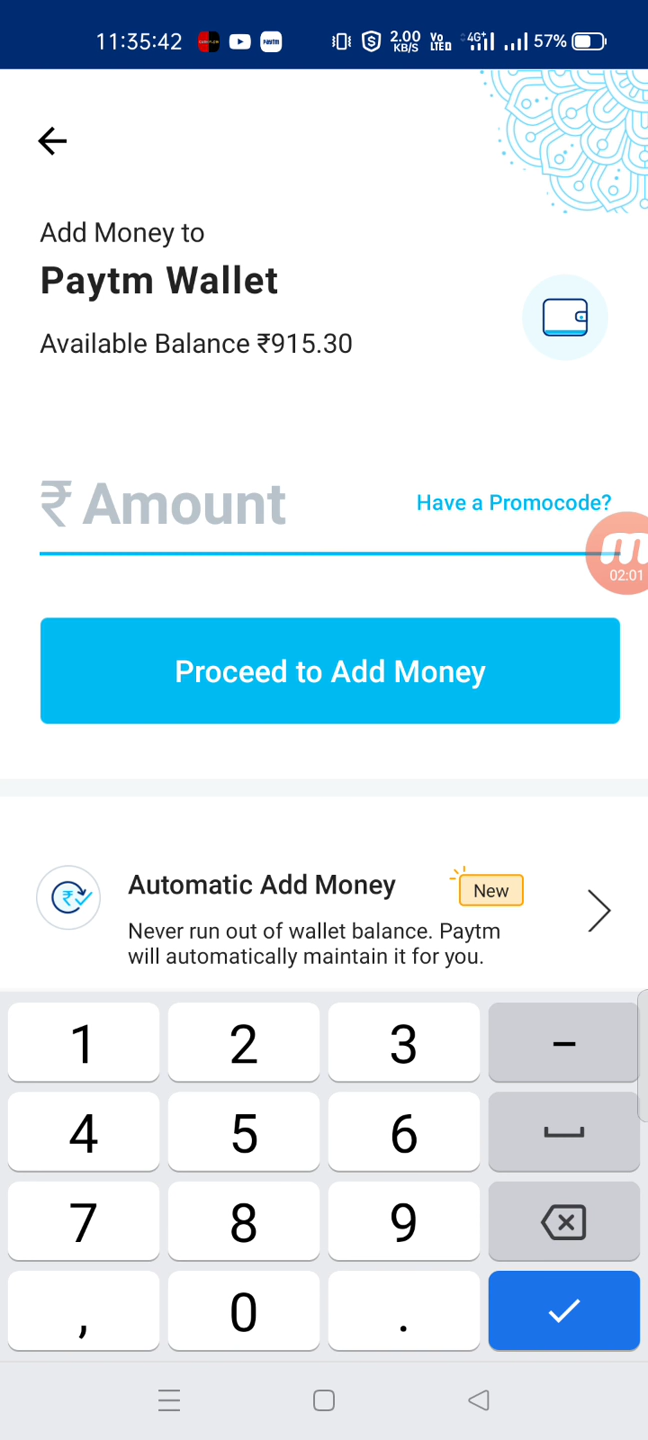 11:35:42 Paytm 2.00 KB/S Vo LTE 4G+ 57%
Add Money to
Paytm Wallet
Available Balance ₹915.30
₹ Amount Have a Promocode?
02:01
Proceed to Add Money
Automatic Add Money New
Never run out of wallet balance. Paytm
will automatically maintain it for you.
1 2 3 –
4 5 6
7 8 9
, 0 .